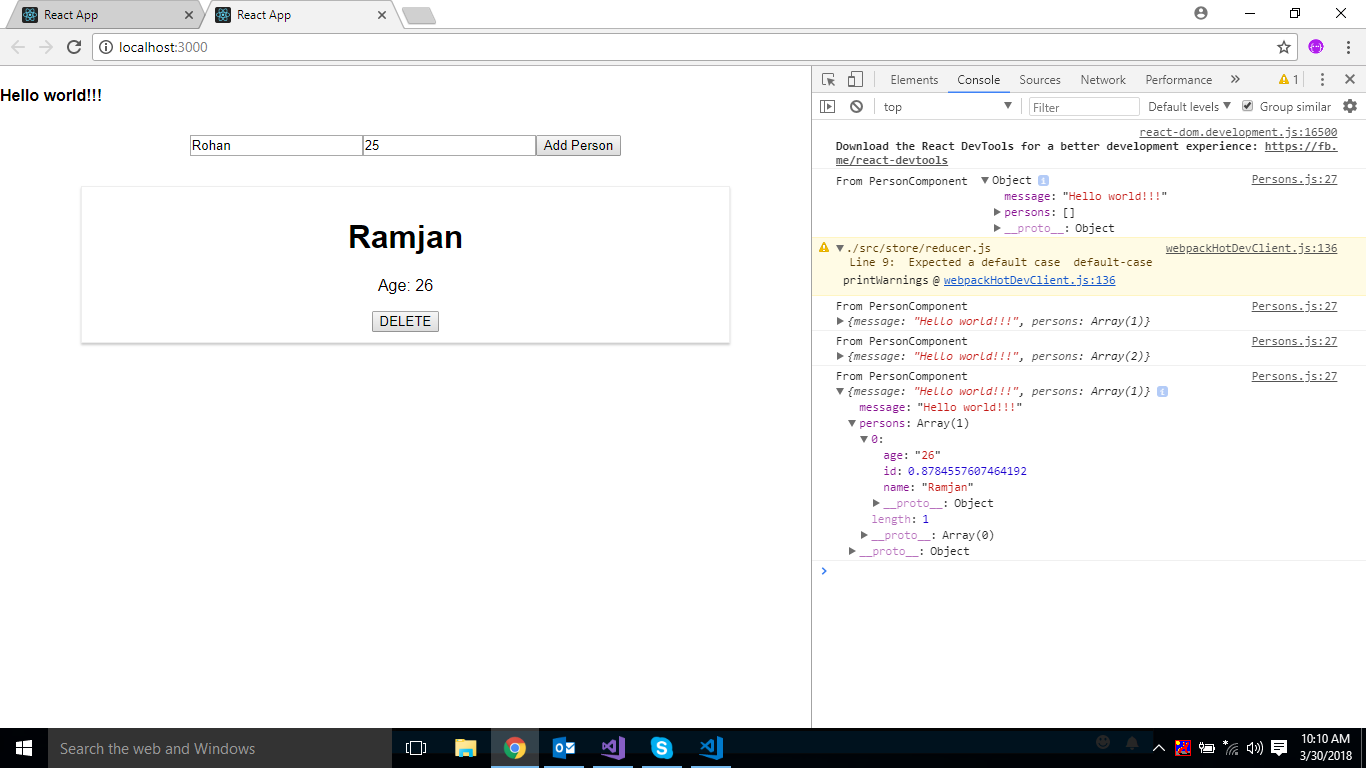 React App
React App
localhost:3000
Hello world!!!
Rohan
25
Add Person
Ramjan
Age: 26
DELETE
Elements Console Sources Network Performance » 1
top Filter Default levels Group similar
react-dom.development.js:16500
Download the React DevTools for a better development experience: https://fb.
me/react-devtools
From PersonComponent Object i Persons.js:27
message: "Hello world!!!"
persons: []
__proto__: Object
./src/store/reducer.js webpackHotDevClient.js:136
Line 9: Expected a default case default-case
printWarnings @ webpackHotDevClient.js:136
From PersonComponent Persons.js:27
{message: "Hello world!!!", persons: Array(1)}
From PersonComponent Persons.js:27
{message: "Hello world!!!", persons: Array(2)}
From PersonComponent Persons.js:27
{message: "Hello world!!!", persons: Array(1)} i
message: "Hello world!!!"
persons: Array(1)
0:
age: "26"
id: 0.8784557607464192
name: "Ramjan"
__proto__: Object
length: 1
__proto__: Array(0)
__proto__: Object
Search the web and Windows
10:10 AM
3/30/2018